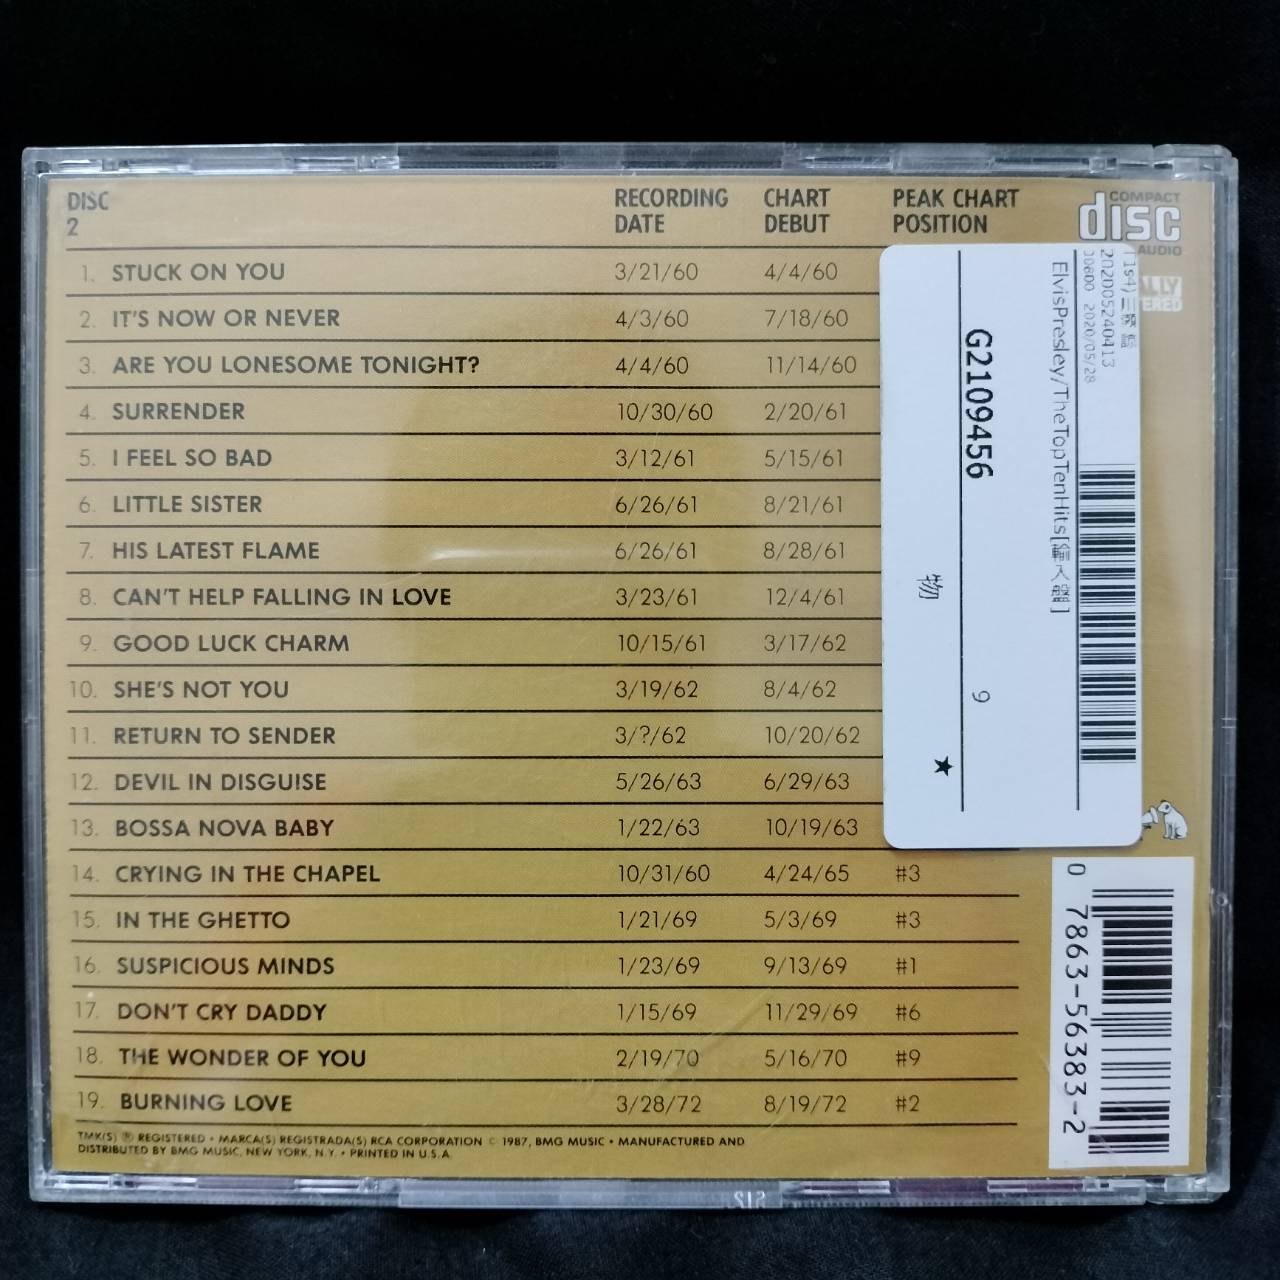 DISC 2 RECORDING DATE CHART DEBUT PEAK CHART POSITION
1. STUCK ON YOU 3/21/60 4/4/60
2. IT'S NOW OR NEVER 4/3/60 7/18/60
3. ARE YOU LONESOME TONIGHT? 4/4/60 11/14/60
4. SURRENDER 10/30/60 2/20/61
5. I FEEL SO BAD 3/12/61 5/15/61
6. LITTLE SISTER 6/26/61 8/21/61
7. HIS LATEST FLAME 6/26/61 8/28/61
8. CAN'T HELP FALLING IN LOVE 3/23/61 12/4/61
9. GOOD LUCK CHARM 10/15/61 3/17/62
10. SHE'S NOT YOU 3/19/62 8/4/62
11. RETURN TO SENDER 3/?/62 10/20/62
12. DEVIL IN DISGUISE 5/26/63 6/29/63
13. BOSSA NOVA BABY 1/22/63 10/19/63
14. CRYING IN THE CHAPEL 10/31/60 4/24/65 #3
15. IN THE GHETTO 1/21/69 5/3/69 #3
16. SUSPICIOUS MINDS 1/23/69 9/13/69 #1
17. DON'T CRY DADDY 1/15/69 11/29/69 #6
18. THE WONDER OF YOU 2/19/70 5/16/70 #9
19. BURNING LOVE 3/28/72 8/19/72 #2
TMK(S) ® REGISTERED • MARCA(S) REGISTRADA(S) RCA CORPORATION © 1987, BMG MUSIC • MANUFACTURED AND
DISTRIBUTED BY BMG MUSIC, NEW YORK, N.Y. • PRINTED IN U.S.A.
COMPACT
disc
AUDIO
202005240413
2020/05/28
ElvisPresley/TheTopTenHits[輸入盤]
G2109456
9
物
★
0 7863-56383-2
S12